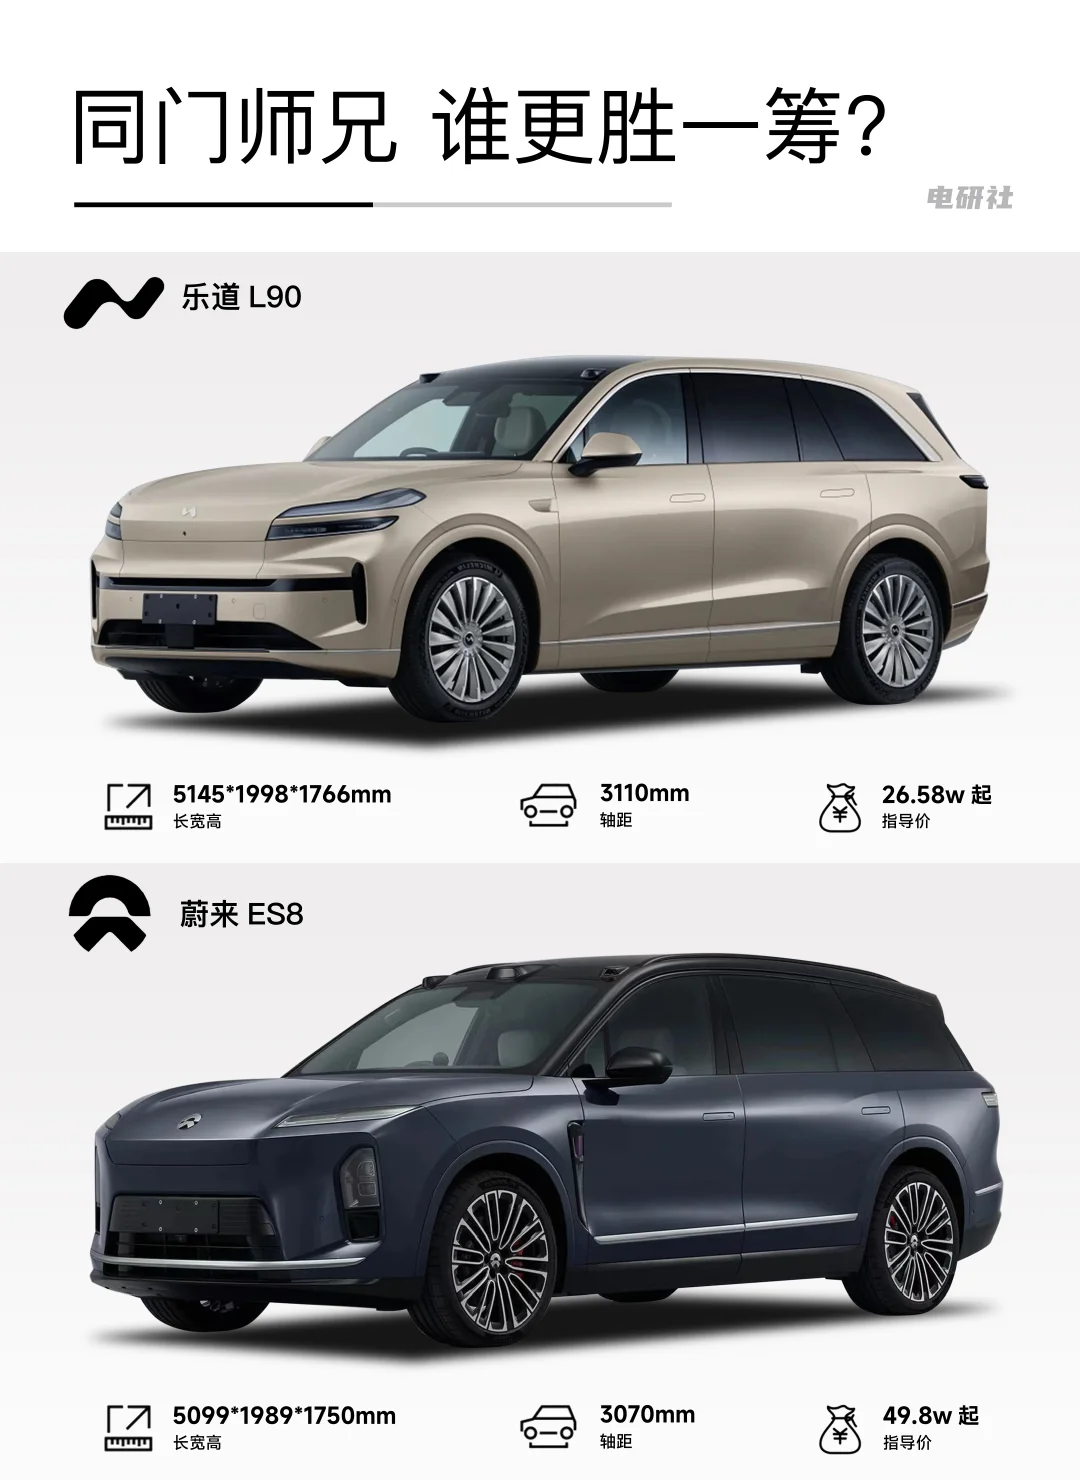 同门师兄 谁更胜一筹？
电研社
乐道 L90
5145*1998*1766mm
长宽高
3110mm
轴距
26.58w 起
指导价
蔚来 ES8
5099*1989*1750mm
长宽高
3070mm
轴距
49.8w 起
指导价